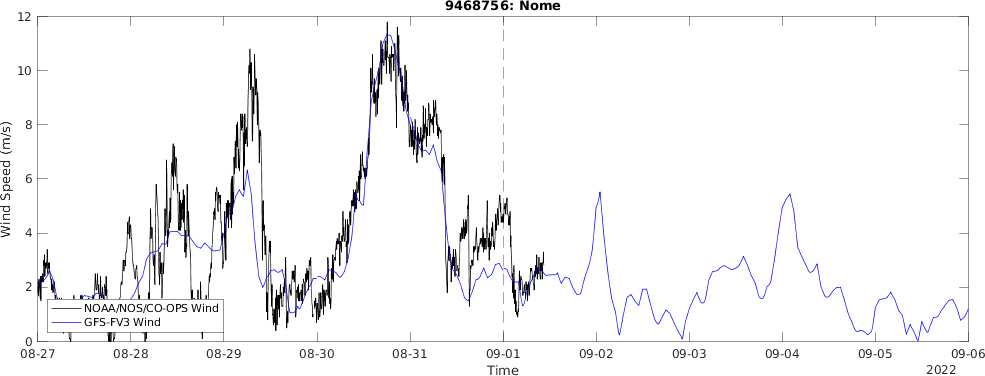 9468756: Nome
Wind Speed (m/s)
12
10
8
6
4
2
0
NOAA/NOS/CO-OPS Wind
GFS-FV3 Wind
08-27 08-28 08-29 08-30 08-31 09-01 09-02 09-03 09-04 09-05 09-06
Time
2022